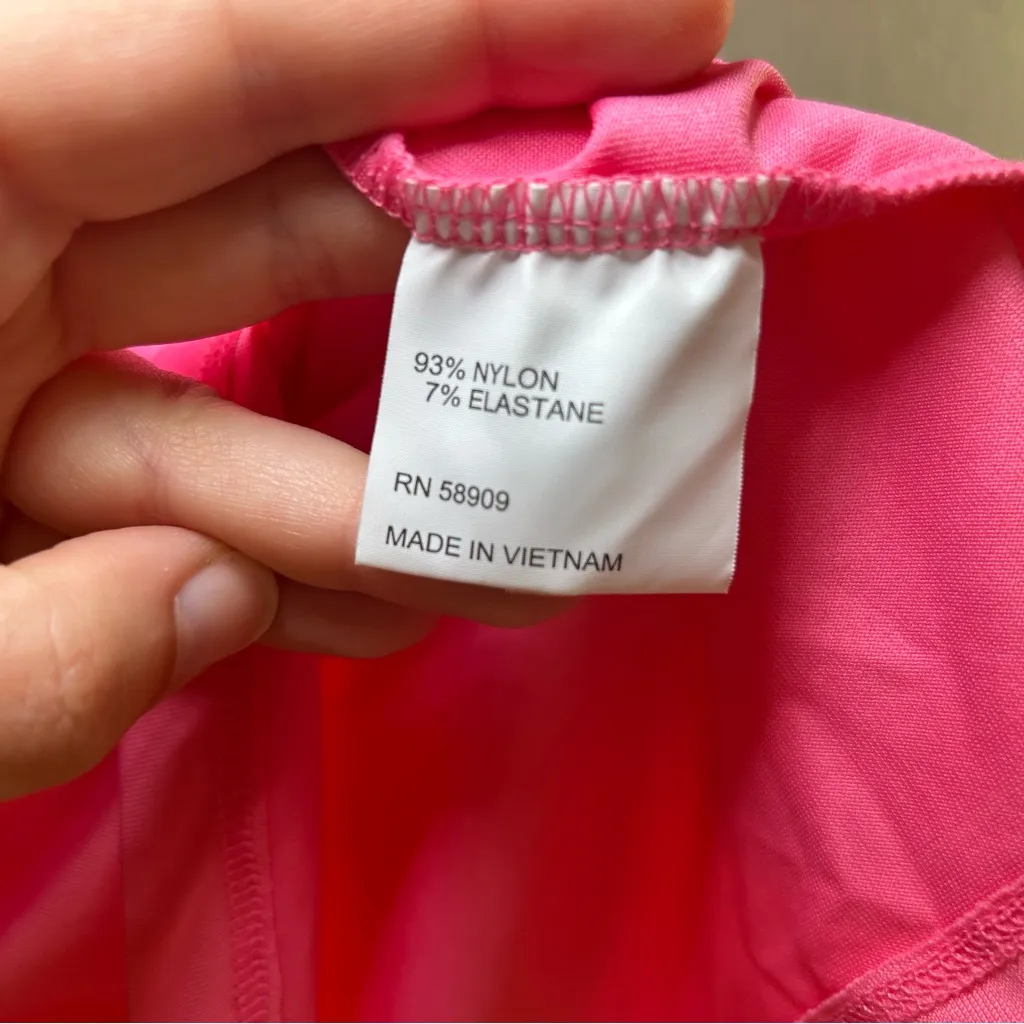 93% NYLON
7% ELASTANE
RN 58909
MADE IN VIETNAM